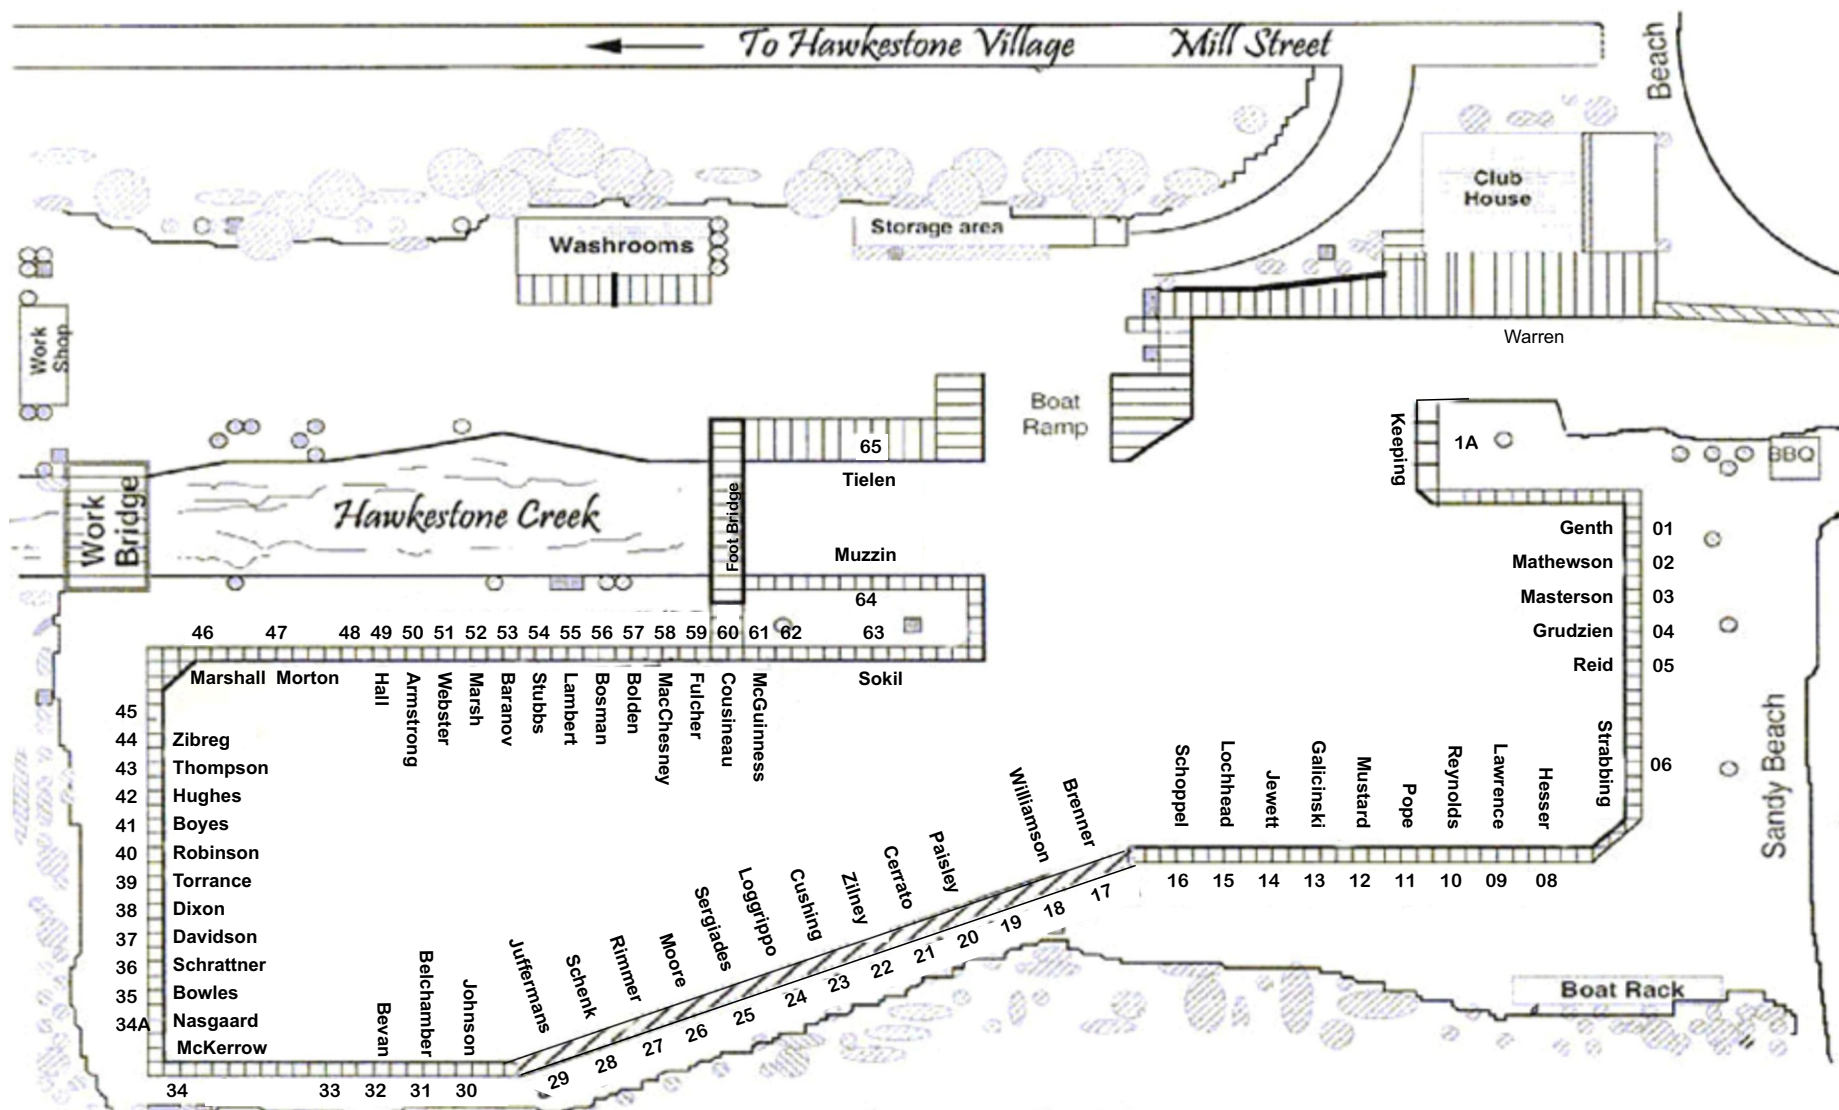 To Hawkestone Village
Mill Street
Beach
Club
House
Storage area
Washrooms
Work
Shop
Warren
Boat
Ramp
65
Tielen
Keeping
1A
BBQ
Work
Bridge
Hawkestone Creek
Foot Bridge
Muzzin
64
Genth 01
Mathewson 02
Masterson 03
Grudzien 04
Reid 05
Strabbing 06
46 47 48 49 50 51 52 53 54 55 56 57 58 59 60 61 62 63
Marshall
Morton
Hall
Armstrong
Webster
Marsh
Baranov
Stubbs
Lambert
Bosman
Bolden
MacChesney
Fulcher
Cousineau
McGuinness
Sokil
45
44 Zibreg
43 Thompson
42 Hughes
41 Boyes
40 Robinson
39 Torrance
38 Dixon
37 Davidson
36 Schrattner
35 Bowles
34A Nasgaard
McKerrow
34 33 32 31 30
Bevan
Belchamber
Johnson
Juffermans
Schenk
Rimmer
Moore
Sergiades
Loggrippo
Cushing
Zilney
Cerrato
Paisley
Williamson
Brenner
29 28 27 26 25 24 23 22 21 20 19 18 17
Schoppel
Lochhead
Jewett
Galicinski
Mustard
Pope
Reynolds
Lawrence
Hesser
16 15 14 13 12 11 10 09 08
Sandy Beach
Boat Rack